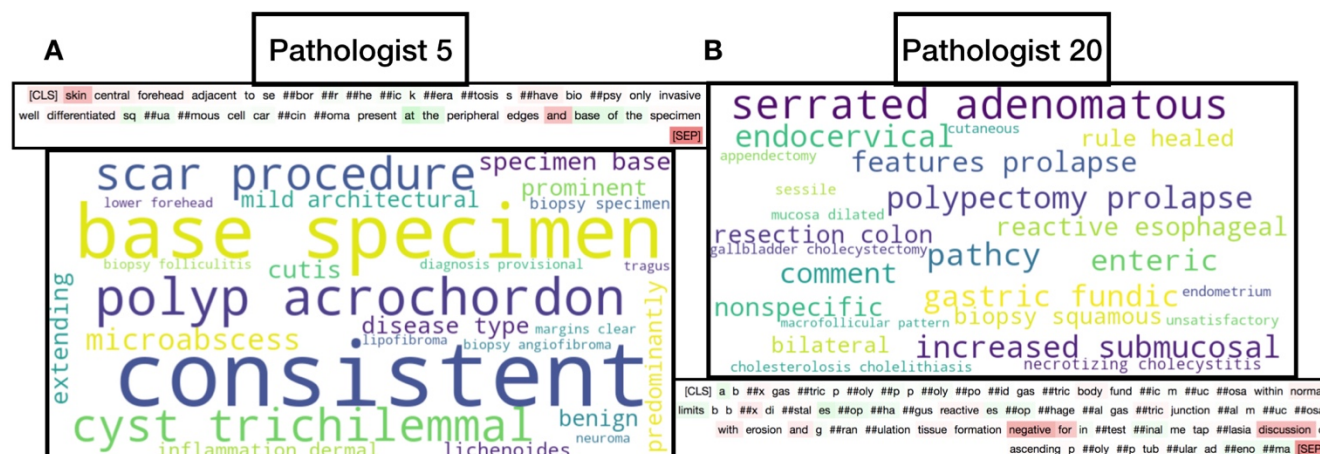 A
Pathologist 5
[CLS] skin central forehead adjacent to se ##bor ##r ##he ##ic k ##era ##tosis s ##have bio ##psy only invasive
well differentiated sq ##ua ##mous cell car ##cin ##oma present at the peripheral edges and base of the specimen
[SEP]
scar procedure
specimen base
prominent
lower forehead
mild architectural
biopsy specimen
base specimen
biopsy folliculitis
cutis
diagnosis provisional
tragus
extending
polyp acrochordon
predominantly
microabscess
disease type
margins clear
lipofibroma
biopsy angiofibroma
consistent
cyst trichilemmal
benign
neuroma
inflammation dermal
lichenoides
B
Pathologist 20
serrated adenomatous
endocervical
cutaneous
rule healed
appendectomy
features prolapse
sessile
polypectomy prolapse
mucosa dilated
reactive esophageal
resection colon
gallbladder cholecystectomy
pathcy
enteric
comment
gastric fundic
endometrium
nonspecific
macrofollicular pattern
biopsy squamous
unsatisfactory
bilateral
increased submucosal
cholesterolosis cholelithiasis
necrotizing cholecystitis
[CLS] a b ##x gas ##tric p ##oly ##p p ##oly ##po ##id gas ##tric body fund ##ic m ##uc ##osa within norma
limits b b ##x di ##stal es ##op ##ha ##gus reactive es ##op ##hage ##al gas ##tric junction ##al m ##uc ##osa
with erosion and g ##ran ##ulation tissue formation negative for in ##test ##inal me tap ##lasia discussion
ascending p ##oly ##p tub ##ular ad ##eno ##ma [SEP